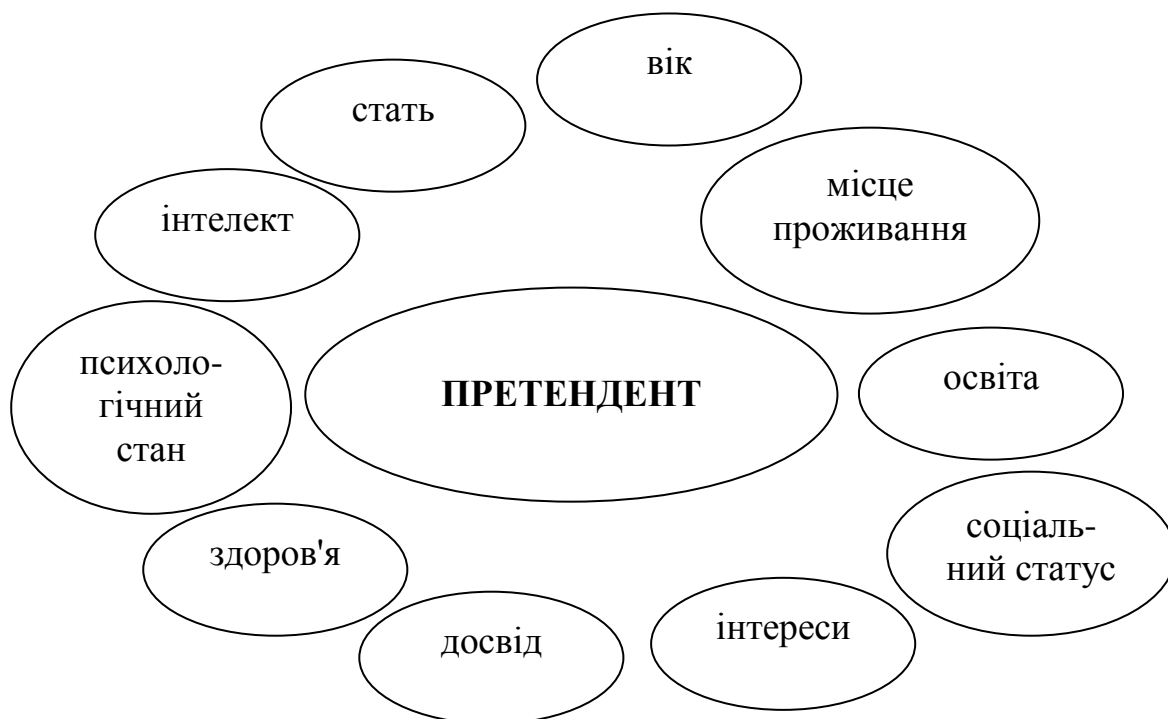 вік
стать
місце
проживання
інтелект
психоло-
гічний
стан
ПРЕТЕНДЕНТ
освіта
соціаль-
ний статус
здоров'я
інтереси
досвід